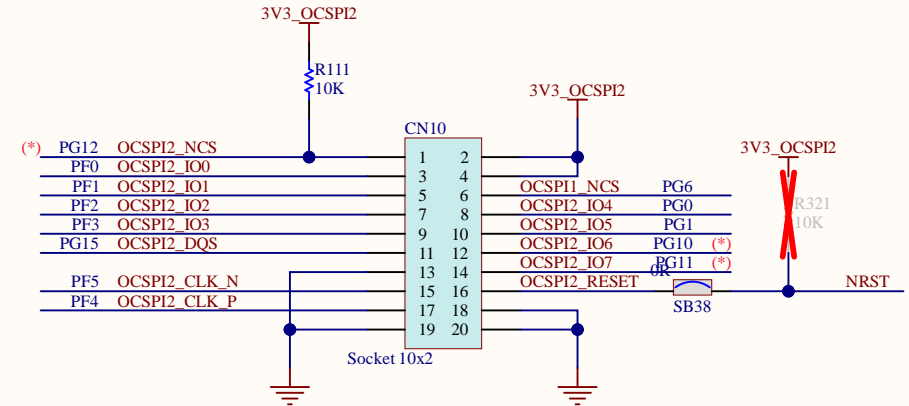 3V3_OCSPI2
R111
10K
3V3_OCSPI2
CN10
3V3_OCSPI2
(*) PG12 OCSPI2_NCS 1 2
PF0 OCSPI2_IO0 3 4
PF1 OCSPI2_IO1 5 6 OCSPI1_NCS PG6
PF2 OCSPI2_IO2 7 8 OCSPI2_IO4 PG0
PF3 OCSPI2_IO3 9 10 OCSPI2_IO5 PG1
PG15 OCSPI2_DQS 11 12 OCSPI2_IO6 PG10 (*)
13 14 OCSPI2_IO7 PG11 (*)
PF5 OCSPI2_CLK_N 15 16 OCSPI2_RESET 0R NRST
PF4 OCSPI2_CLK_P 17 18 SB38
19 20
R321
10K
Socket 10x2